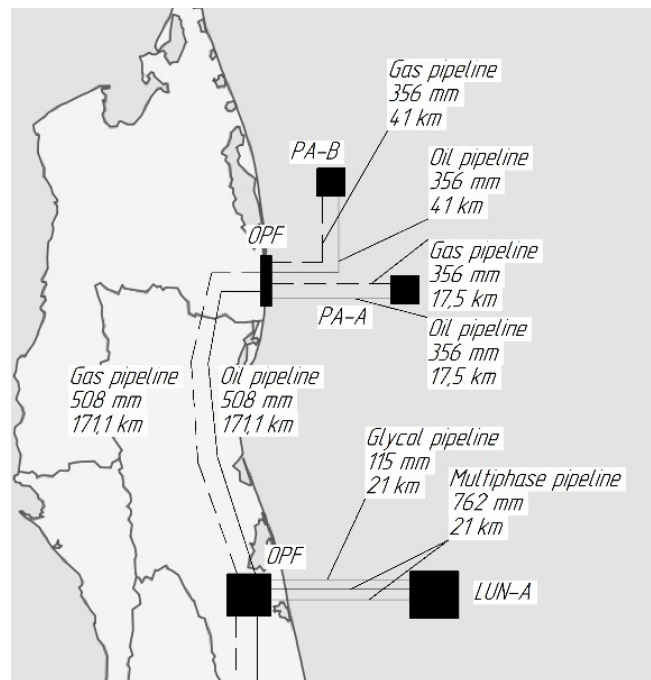 Gas pipeline
356 mm
41 km
PA-B
Oil pipeline
356 mm
41 km
OPF
Gas pipeline
356 mm
17,5 km
PA-A
Oil pipeline
356 mm
17,5 km
Gas pipeline
508 mm
171,1 km
Oil pipeline
508 mm
171,1 km
Glycol pipeline
115 mm
21 km
Multiphase pipeline
762 mm
21 km
OPF
LUN-A